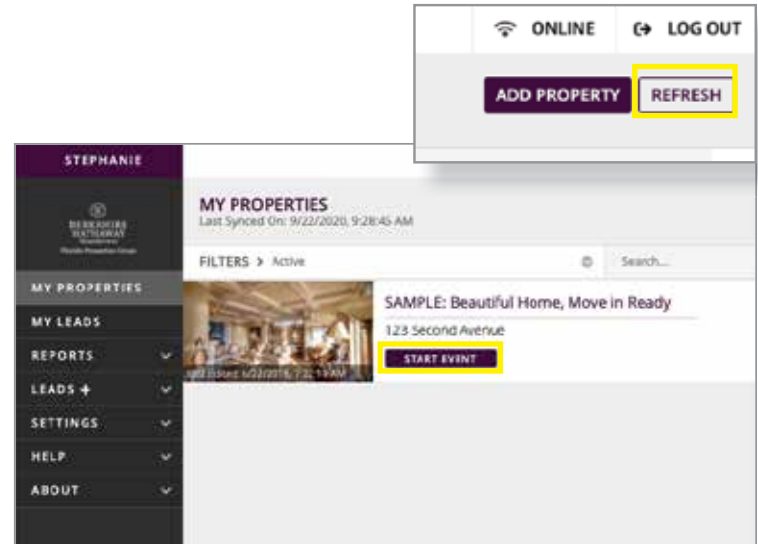 ONLINE LOG OUT
ADD PROPERTY REFRESH
STEPHANIE
BERKSHIRE
HATHAWAY
MY PROPERTIES
Last Synced On: 9/22/2020, 9:28:45 AM
FILTERS > Active
Search...
MY PROPERTIES
MY LEADS
REPORTS
LEADS +
SETTINGS
HELP
ABOUT
SAMPLE: Beautiful Home, Move in Ready
123 Second Avenue
START EVENT